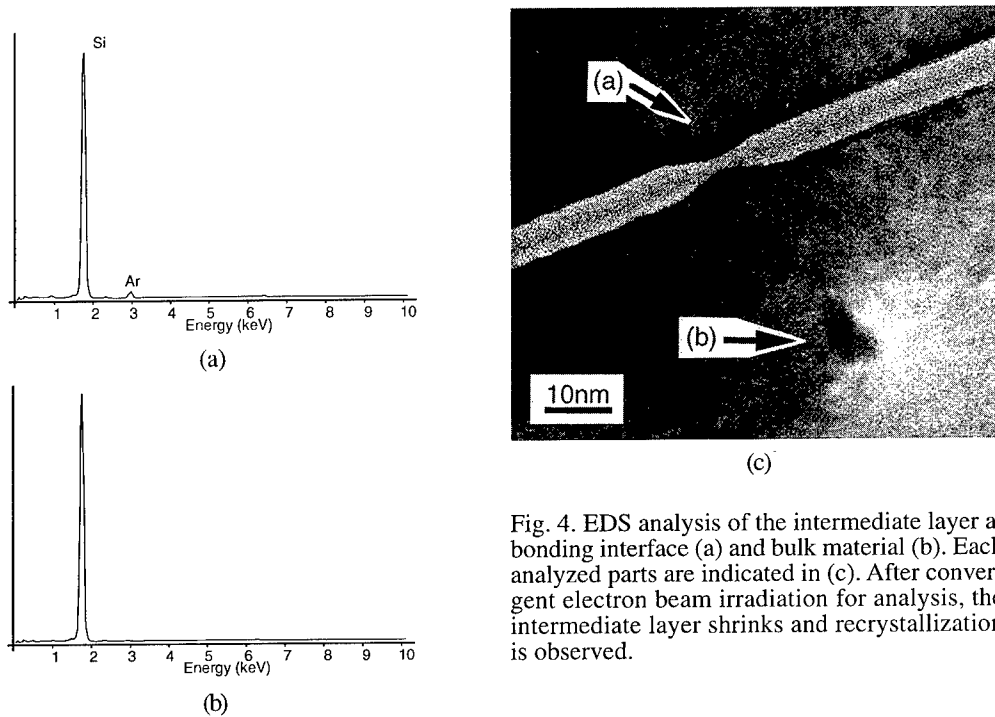 (a)
Si
Ar
1 2 3 4 5 6 7 8 9 10
Energy (keV)
(a)
1 2 3 4 5 6 7 8 9 10
Energy (keV)
(b)
(a)
(b)
10nm
(c)
Fig. 4. EDS analysis of the intermediate layer a
bonding interface (a) and bulk material (b). Each
analyzed parts are indicated in (c). After conver
gent electron beam irradiation for analysis, the
intermediate layer shrinks and recrystallization
is observed.